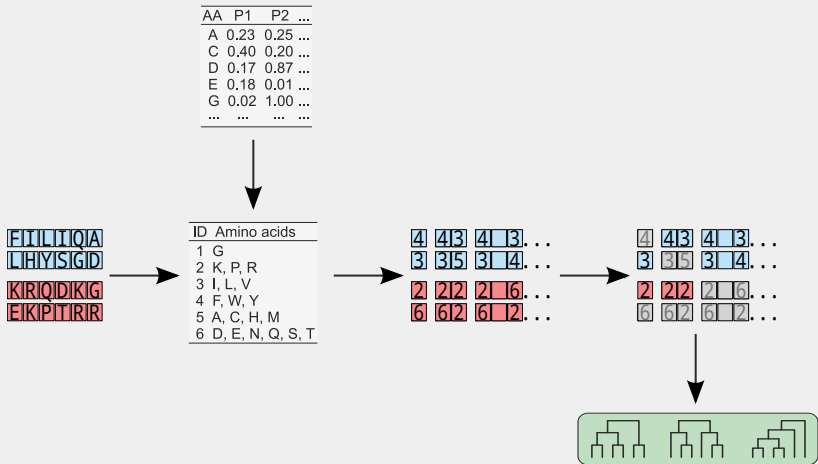 AA P1 P2 ...
A 0.23 0.25 ...
C 0.40 0.20 ...
D 0.17 0.87 ...
E 0.18 0.01 ...
G 0.02 1.00 ...
... ... ... ...
FILIQA
LHYSGD
KRQDKG
EKPTRR
ID Amino acids
1 G
2 K, P, R
3 I, L, V
4 F, W, Y
5 A, C, H, M
6 D, E, N, Q, S, T
4 43 4 3...
3 35 3 4...
2 22 2 6...
6 62 6 2...
4 43 4 3...
3 35 3 4...
2 22 2 6...
6 62 6 2...